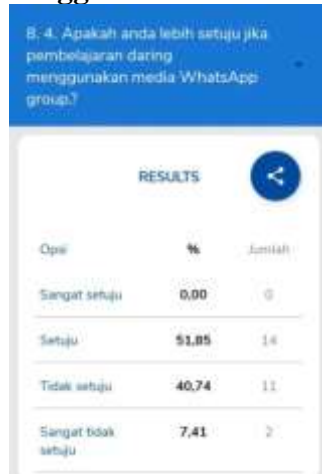 B. 4. Apakah anda lebih setuju jika
pembelajaran daring
menggunakan media WhatsApp
group.?
RESULTS
Opsi % Jumlah
Sangat setuju 0,00 0
Setuju 51,85 14
Tidak setuju 40,74 11
Sangat tidak 7,41 2
setuju